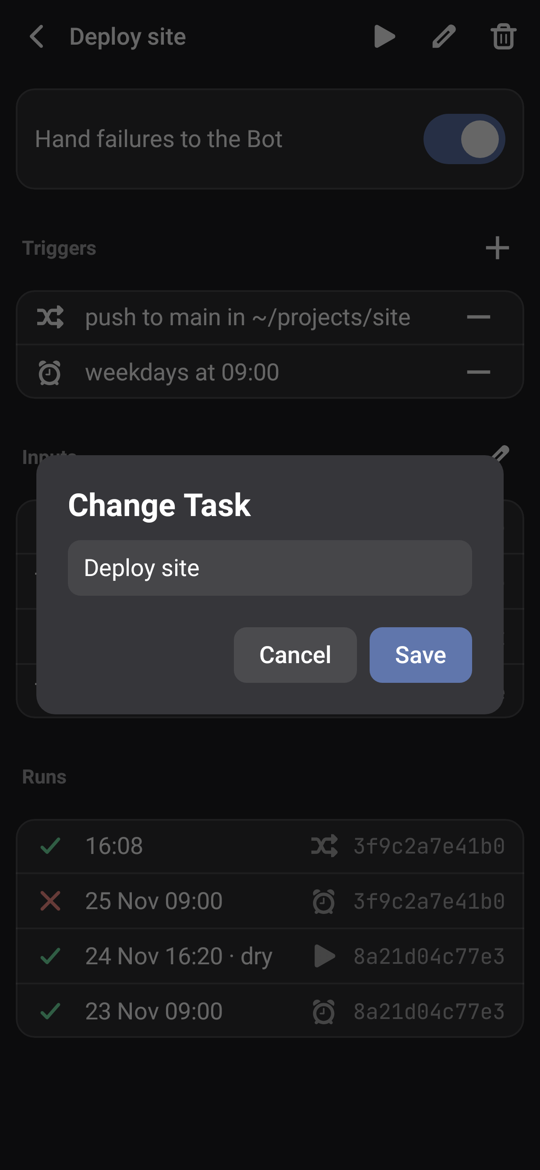 Deploy site
Hand failures to the Bot
Triggers
push to main in ~/projects/site
weekdays at 09:00
Inputs
Change Task
Deploy site
Cancel
Save
Runs
16:08 3f9c2a7e41b0
25 Nov 09:00 3f9c2a7e41b0
24 Nov 16:20 · dry 8a21d04c77e3
23 Nov 09:00 8a21d04c77e3